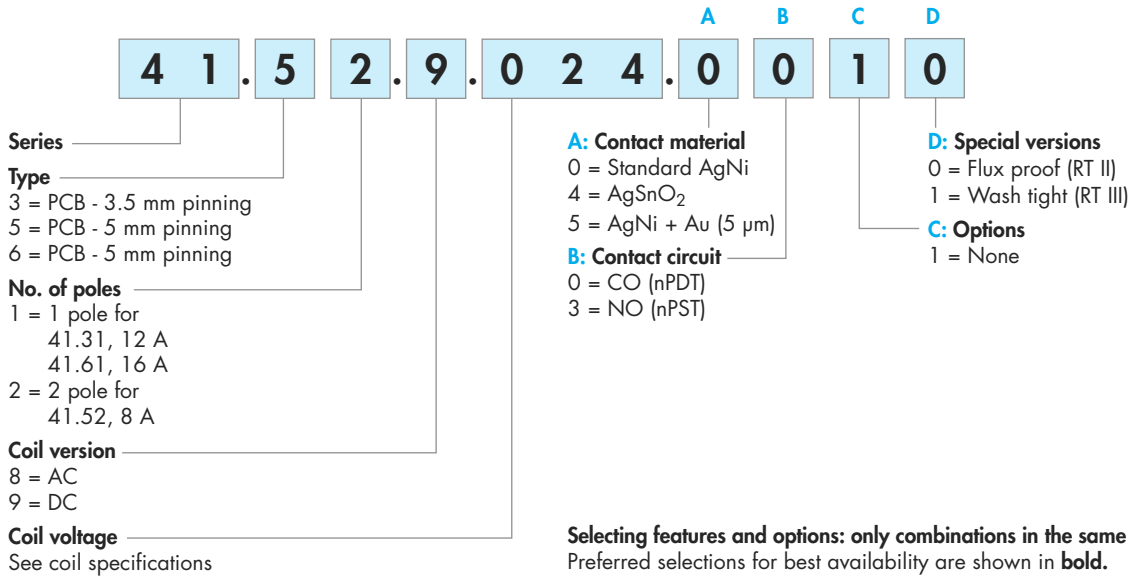 A B C D
4 1 . 5 2 . 9 . 0 2 4 . 0 0 1 0
Series
Type
3 = PCB - 3.5 mm pinning
5 = PCB - 5 mm pinning
6 = PCB - 5 mm pinning
No. of poles
1 = 1 pole for
41.31, 12 A
41.61, 16 A
2 = 2 pole for
41.52, 8 A
Coil version
8 = AC
9 = DC
Coil voltage
See coil specifications
A: Contact material
0 = Standard AgNi
4 = AgSnO2
5 = AgNi + Au (5 µm)
B: Contact circuit
0 = CO (nPDT)
3 = NO (nPST)
D: Special versions
0 = Flux proof (RT II)
1 = Wash tight (RT III)
C: Options
1 = None
Selecting features and options: only combinations in the same
Preferred selections for best availability are shown in bold.